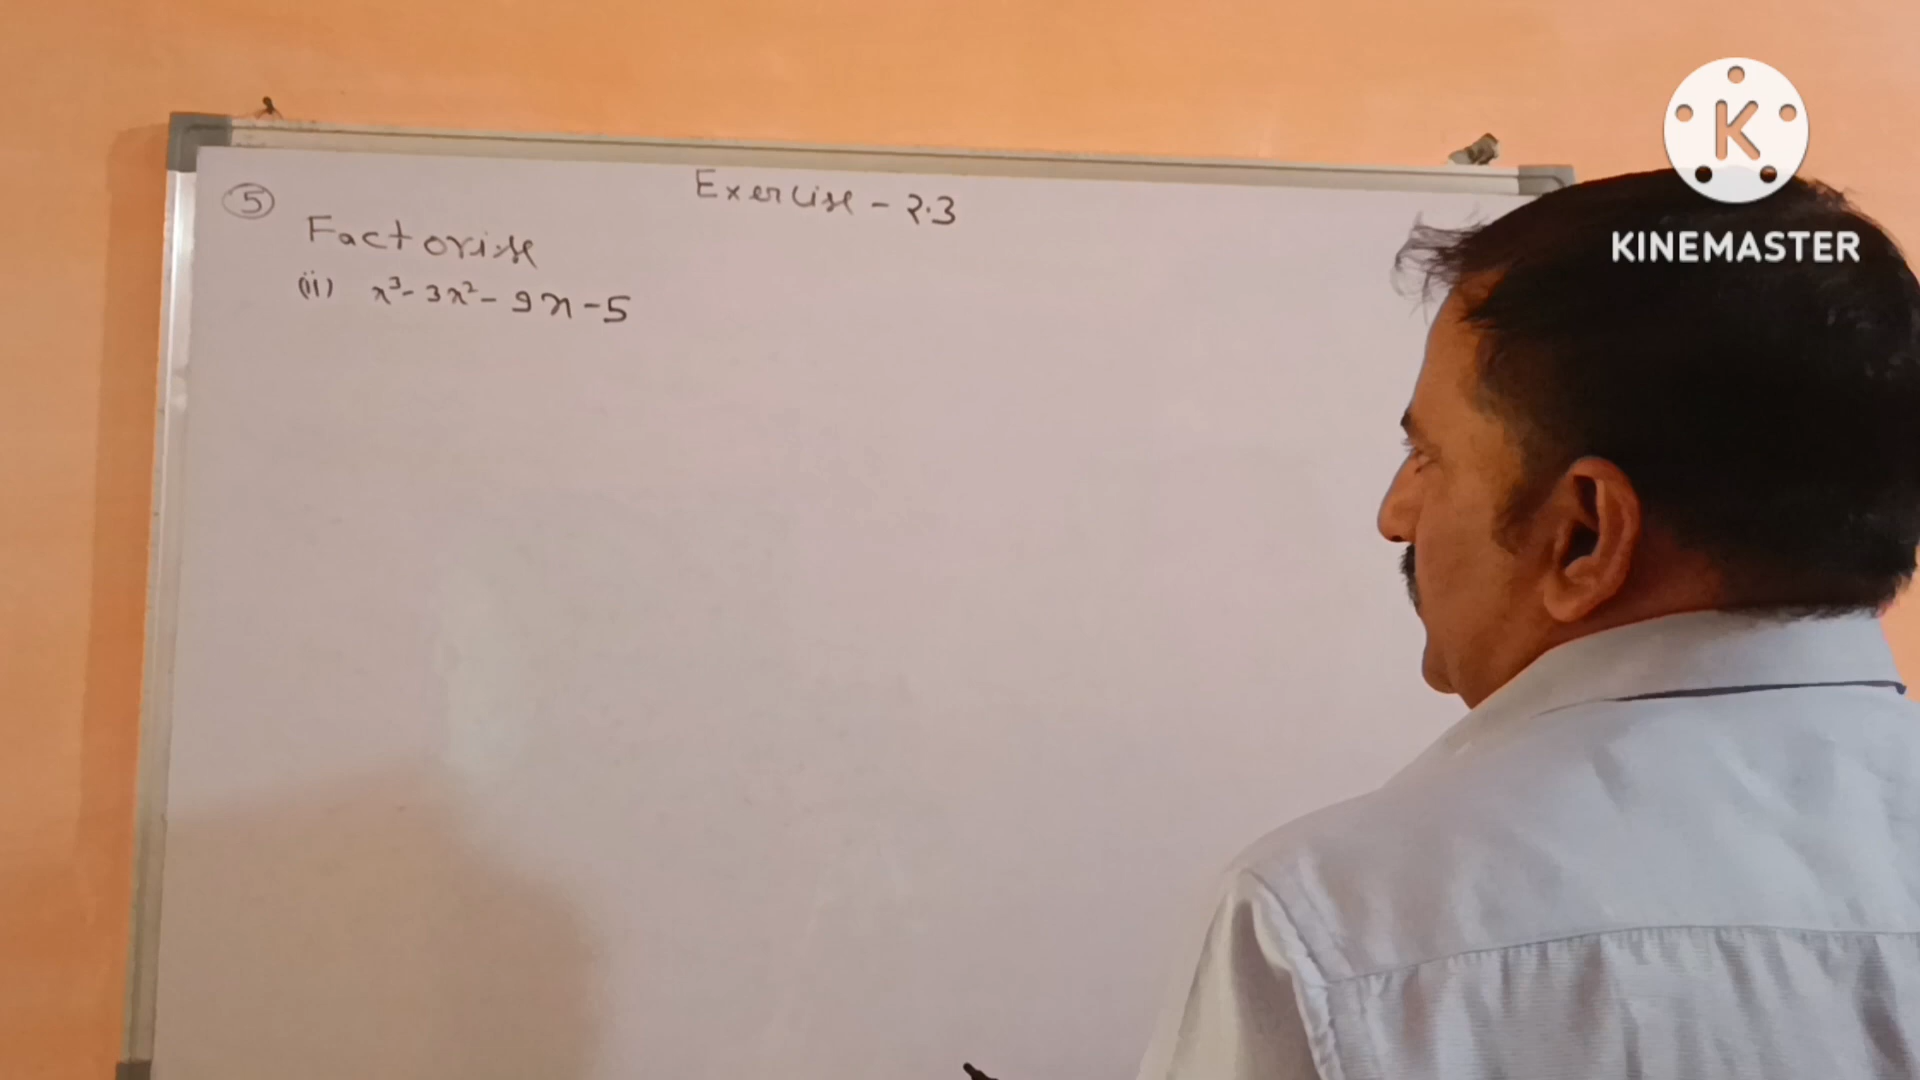 Exercise - 2.3
⑤
Factorise
(ii) x³- 3x² - 9x - 5
K
KINEMASTER